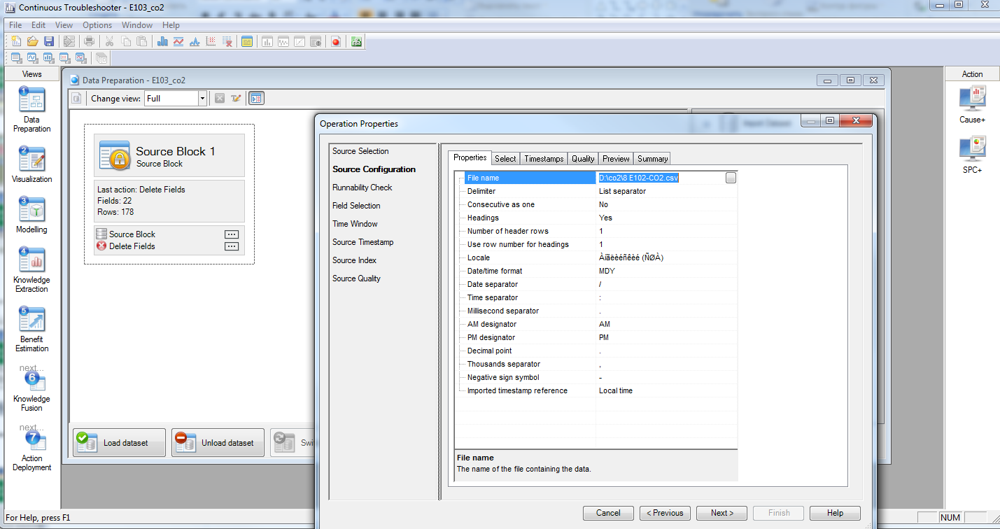 Continuous Troubleshooter - E103_co2
File Edit View Options Window Help
Views
1
Data
Preparation
2
Visualization
3
Modelling
4
Knowledge
Extraction
5
Benefit
Estimation
next...
6
Knowledge
Fusion
next...
7
Action
Deployment
Data Preparation - E103_co2
Change view: Full
Source Block 1
Source Block
Last action: Delete Fields
Fields: 22
Rows: 178
Source Block
Delete Fields
Load dataset
Unload dataset
Swi
Operation Properties
Source Selection
Source Configuration
Runnability Check
Field Selection
Time Window
Source Timestamp
Source Index
Source Quality
Properties Select Timestamps Quality Preview Summary
File name D:\co2\8 E102-CO2.csv
Delimiter List separator
Consecutive as one No
Headings Yes
Number of header rows 1
Use row number for headings 1
Locale Àíãëèéñêèé (ÑØÀ)
Date/time format MDY
Date separator /
Time separator :
Millisecond separator .
AM designator AM
PM designator PM
Decimal point .
Thousands separator ,
Negative sign symbol -
Imported timestamp reference Local time
File name
The name of the file containing the data.
Cancel < Previous Next > Finish Help
Action
Cause+
SPC+
For Help, press F1
NUM